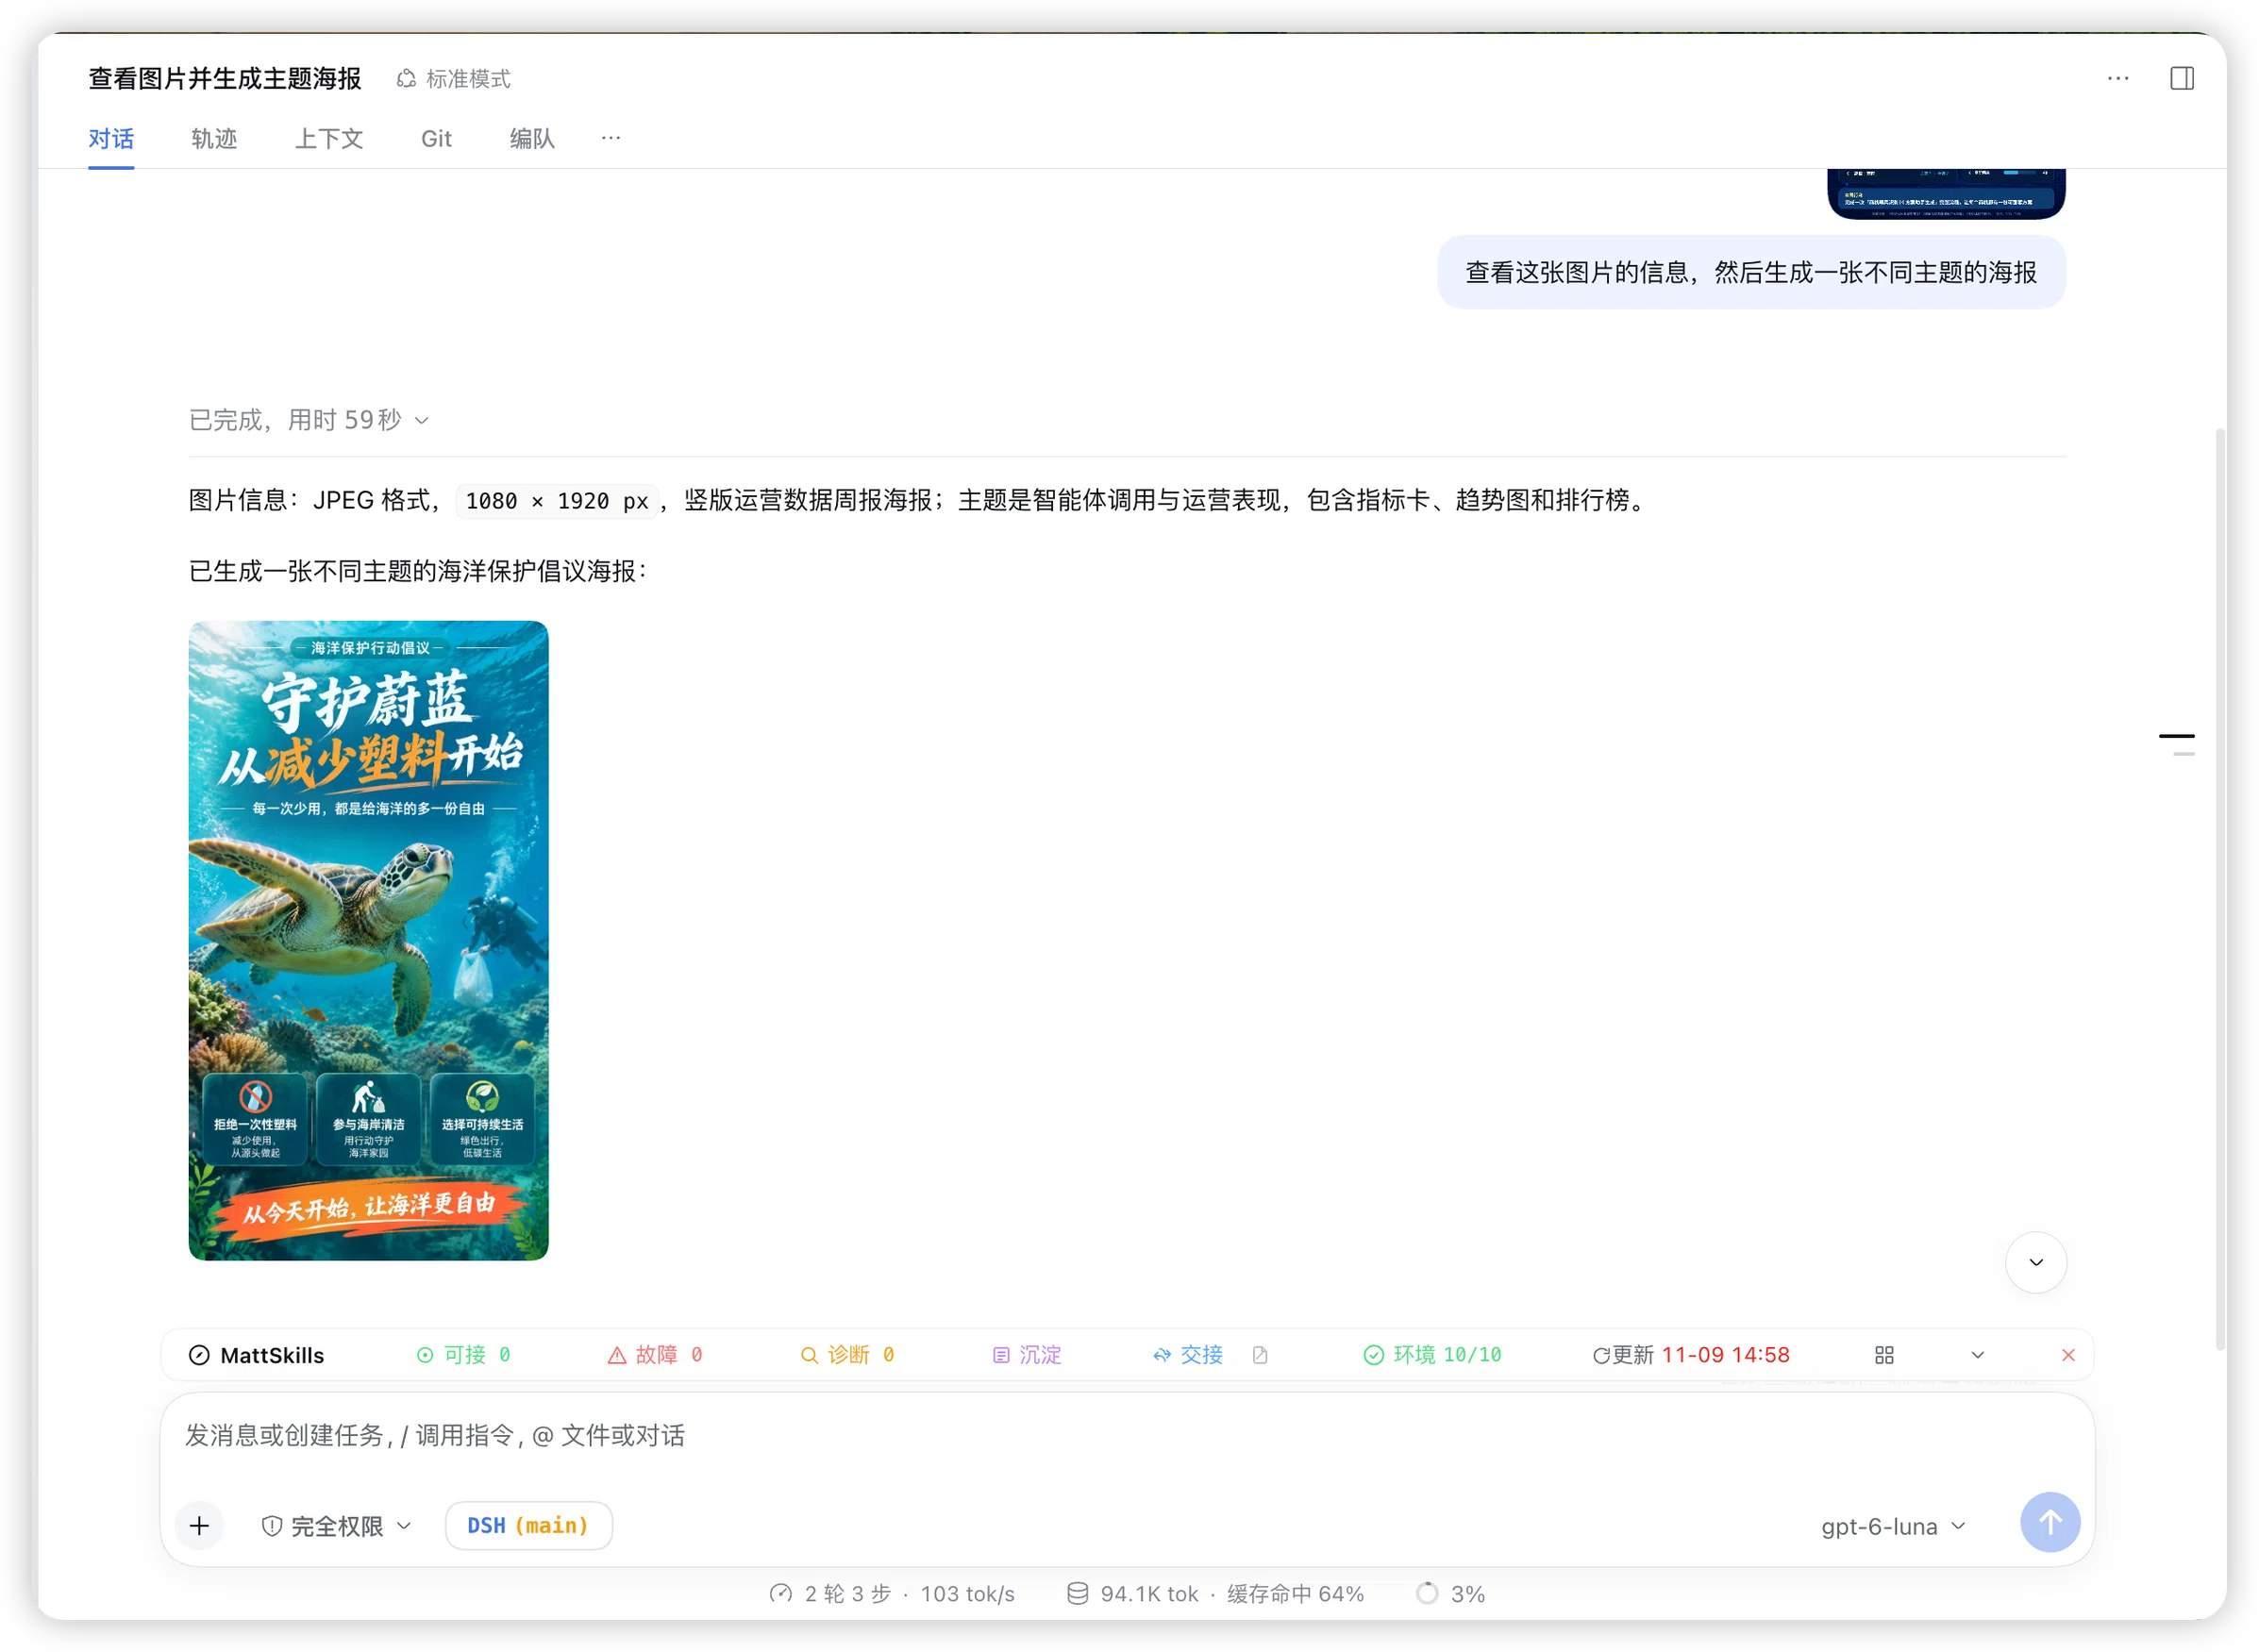 查看图片并生成主题海报 标准模式
对话 轨迹 上下文 Git 编队 ···
查看这张图片的信息，然后生成一张不同主题的海报
已完成，用时 59秒
图片信息：JPEG 格式，1080 × 1920 px，竖版运营数据周报海报；主题是智能体调用与运营表现，包含指标卡、趋势图和排行榜。
已生成一张不同主题的海洋保护倡议海报：
海洋保护行动倡议
守护蔚蓝
从减少塑料开始
每一次少用，都是给海洋的多一份自由
拒绝一次性塑料
减少使用，
从源头做起
参与海岸清洁
用行动守护
海洋家园
选择可持续生活
绿色出行，
低碳生活
从今天开始，让海洋更自由
MattSkills 可接 0 故障 0 诊断 0 沉淀 交接 环境 10/10 更新 11-09 14:58
发消息或创建任务, / 调用指令, @ 文件或对话
完全权限 DSH (main) gpt-6-luna
2 轮 3 步 · 103 tok/s 94.1K tok · 缓存命中 64% 3%